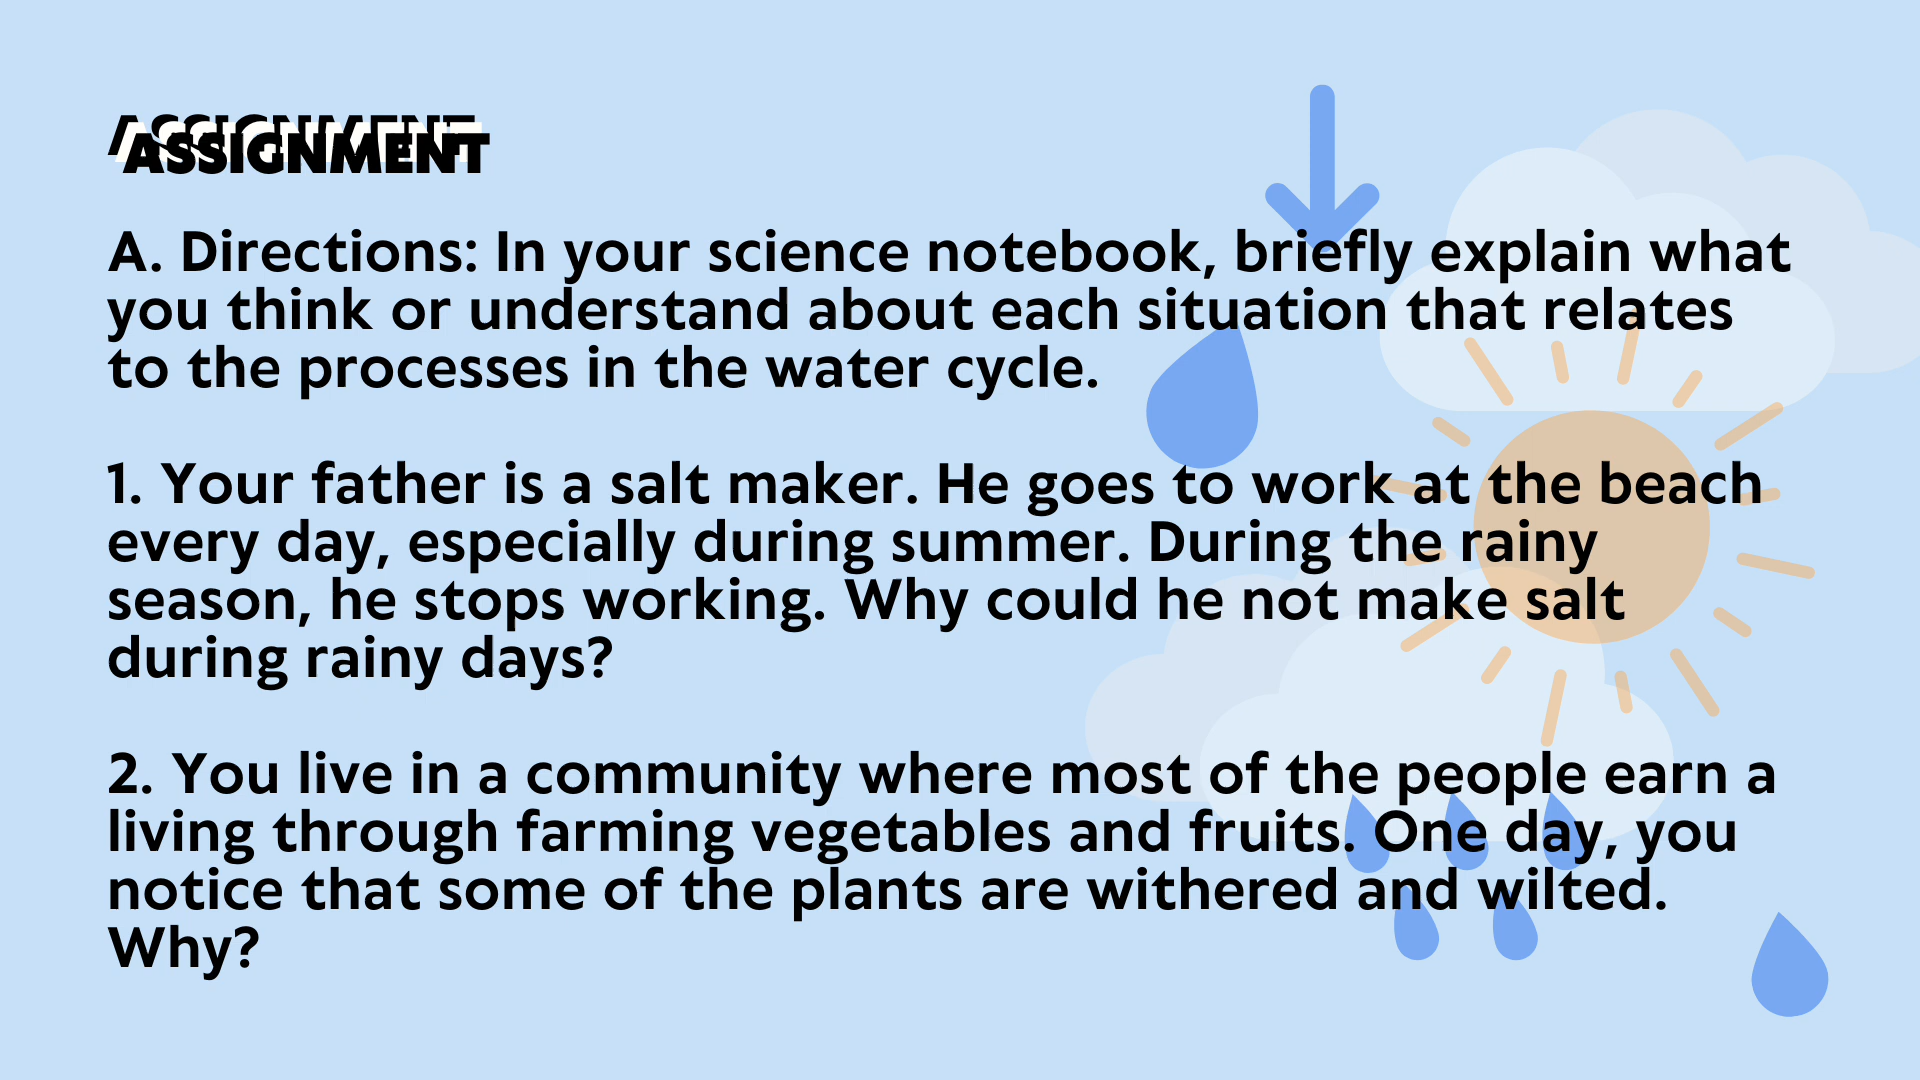 ASSIGNMENT
A. Directions: In your science notebook, briefly explain what
you think or understand about each situation that relates
to the processes in the water cycle.
1. Your father is a salt maker. He goes to work at the beach
every day, especially during summer. During the rainy
season, he stops working. Why could he not make salt
during rainy days?
2. You live in a community where most of the people earn a
living through farming vegetables and fruits. One day, you
notice that some of the plants are withered and wilted.
Why?